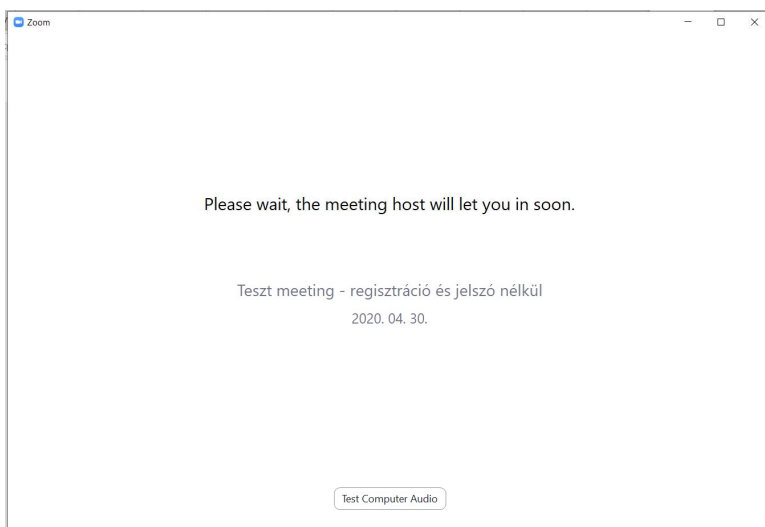 Zoom
Please wait, the meeting host will let you in soon.
Teszt meeting - regisztráció és jelszó nélkül
2020. 04. 30.
Test Computer Audio